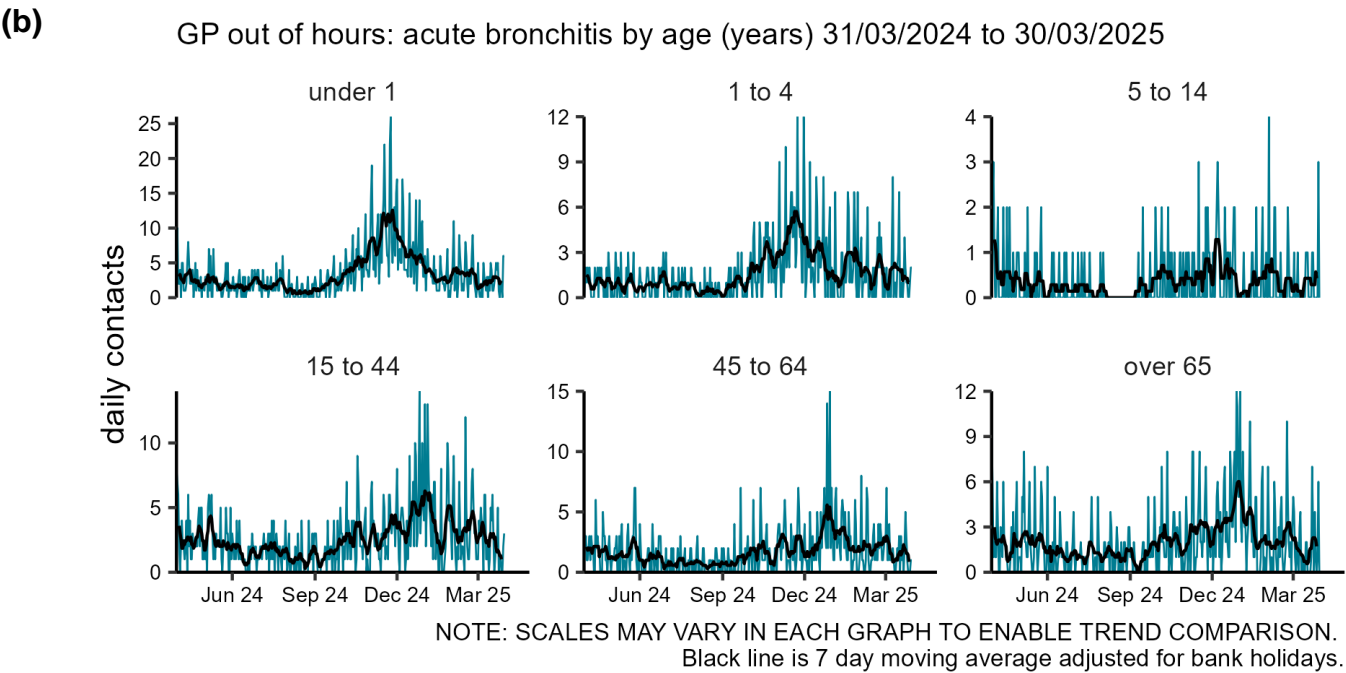 (b)
GP out of hours: acute bronchitis by age (years) 31/03/2024 to 30/03/2025
daily contacts
under 1
25
20
15
10
5
0
1 to 4
12
9
6
3
0
5 to 14
4
3
2
1
0
15 to 44
10
5
0
Jun 24 Sep 24 Dec 24 Mar 25
45 to 64
15
10
5
0
Jun 24 Sep 24 Dec 24 Mar 25
over 65
12
9
6
3
0
Jun 24 Sep 24 Dec 24 Mar 25
NOTE: SCALES MAY VARY IN EACH GRAPH TO ENABLE TREND COMPARISON.
Black line is 7 day moving average adjusted for bank holidays.